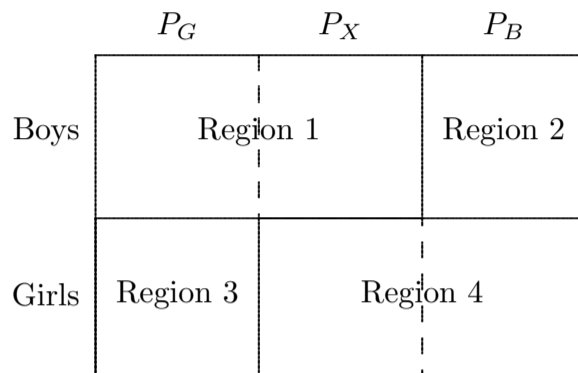 P_G P_X P_B
Boys Region 1 Region 2
Girls Region 3 Region 4